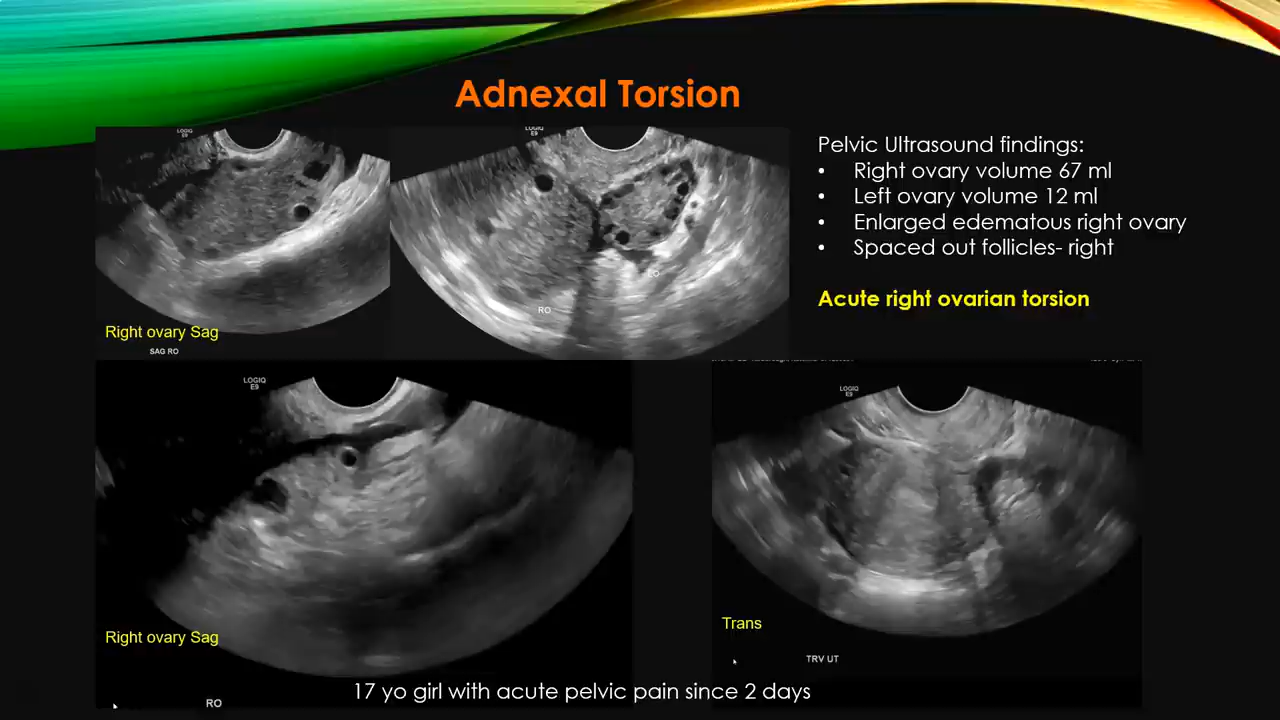 Adnexal Torsion
LOGIQ
E9
LOGIQ
E9
LO
RO
Right ovary Sag
SAG RO
Pelvic Ultrasound findings:
• Right ovary volume 67 ml
• Left ovary volume 12 ml
• Enlarged edematous right ovary
• Spaced out follicles- right
Acute right ovarian torsion
LOGIQ
E9
Right ovary Sag
RO
LOGIQ
E9
Trans
TRV UT
17 yo girl with acute pelvic pain since 2 days